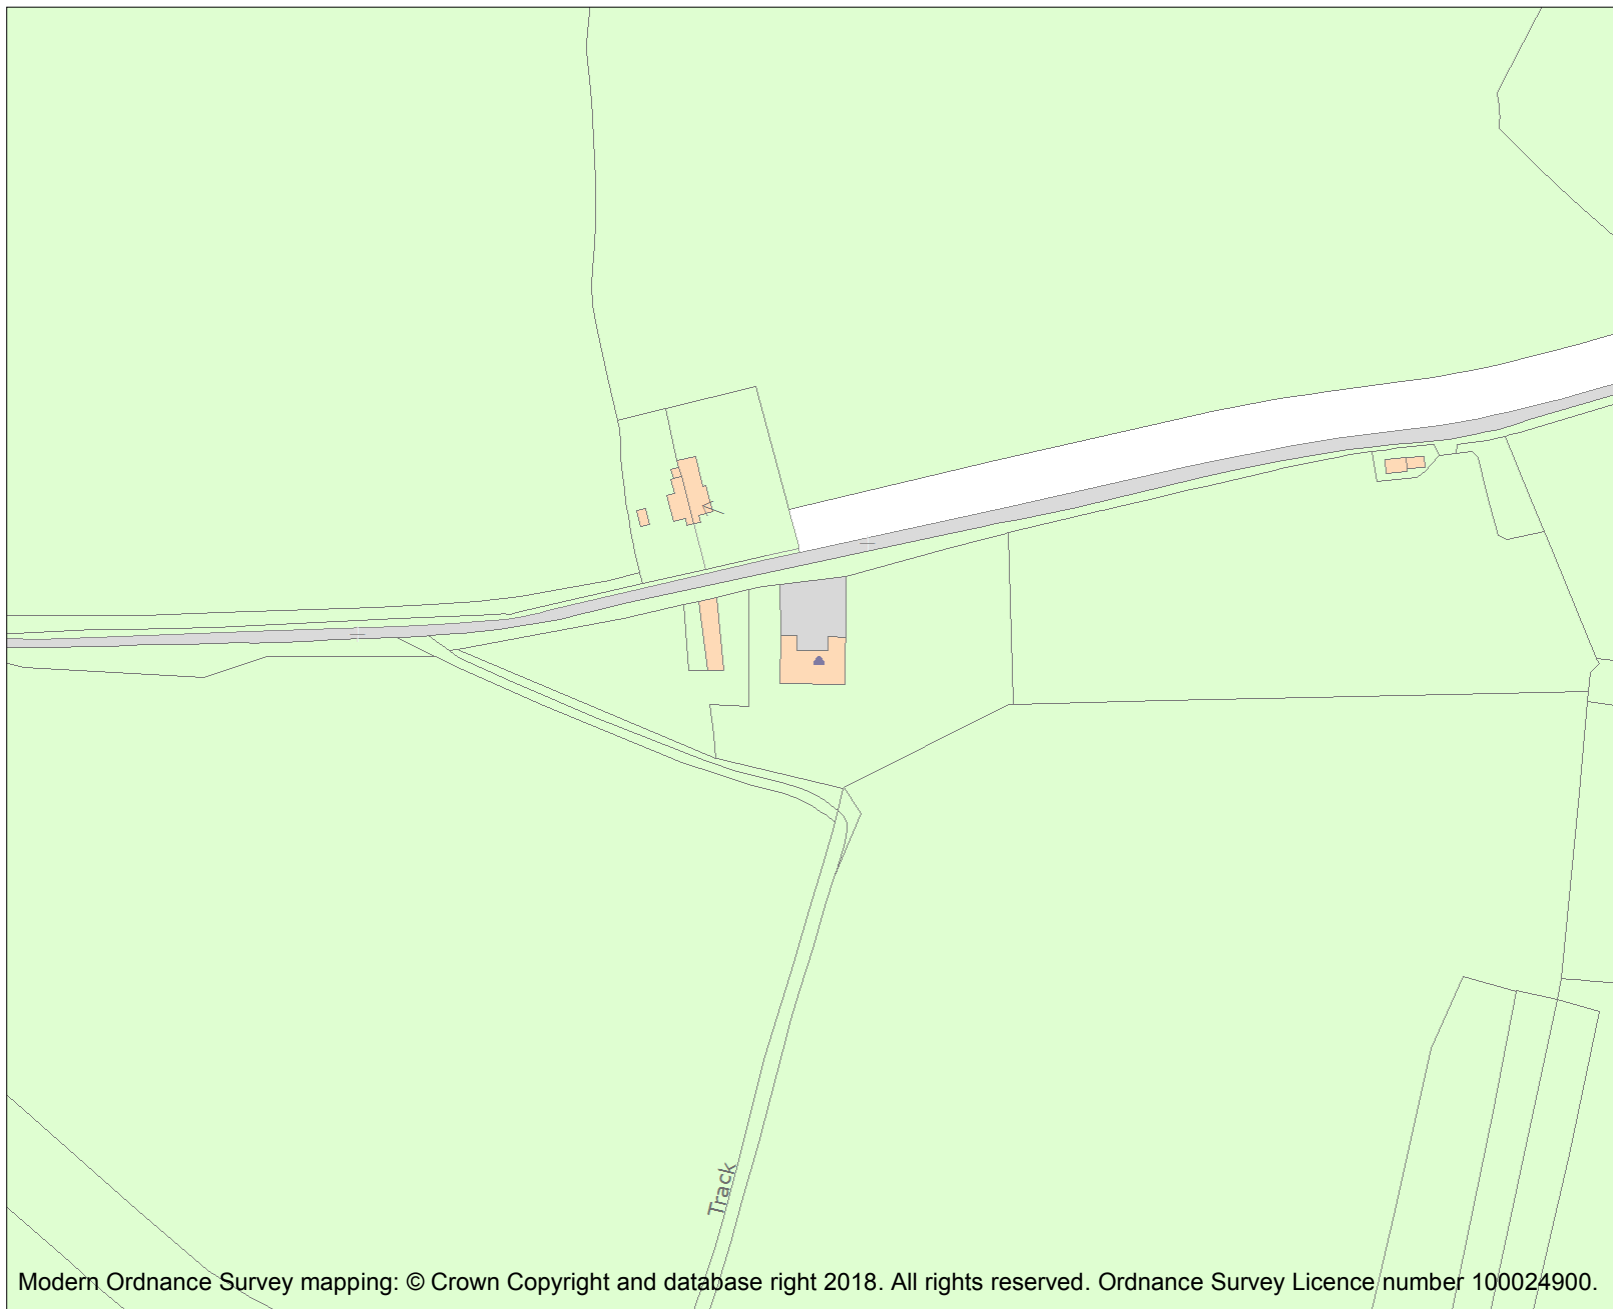 Track
Modern Ordnance Survey mapping: © Crown Copyright and database right 2018. All rights reserved. Ordnance Survey Licence number 100024900.